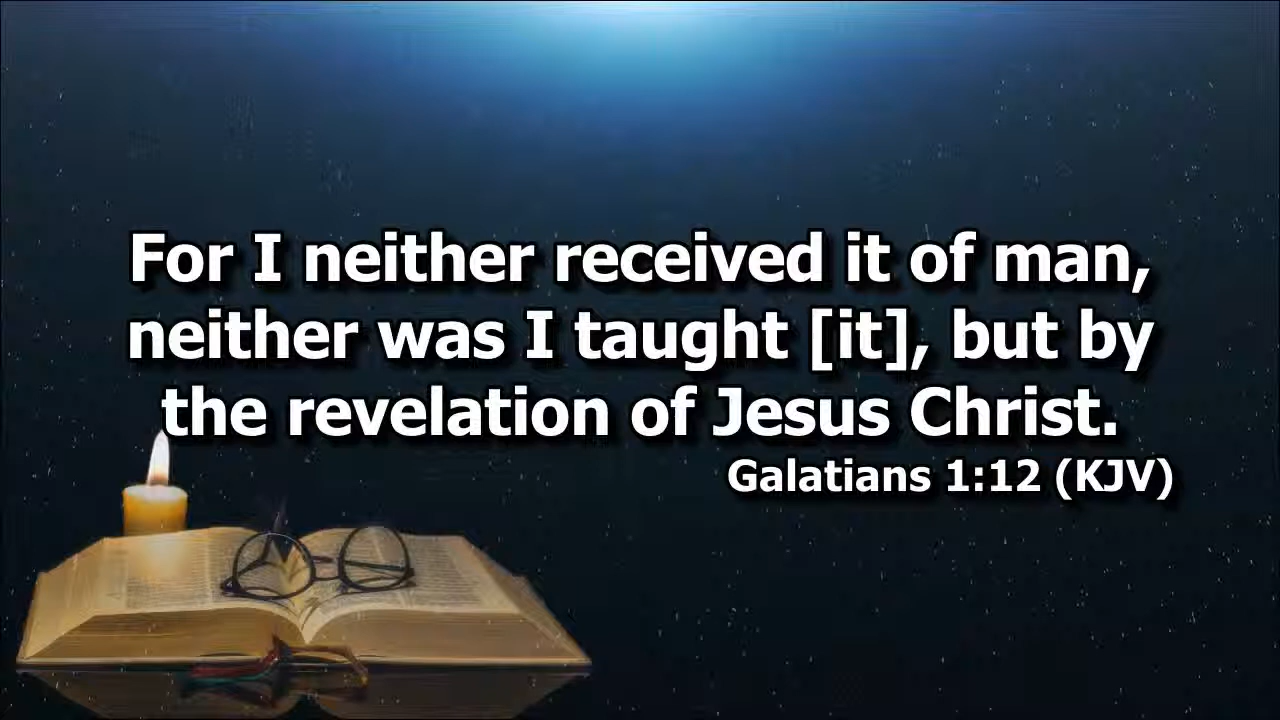 For I neither received it of man,
neither was I taught [it], but by
the revelation of Jesus Christ.
Galatians 1:12 (KJV)